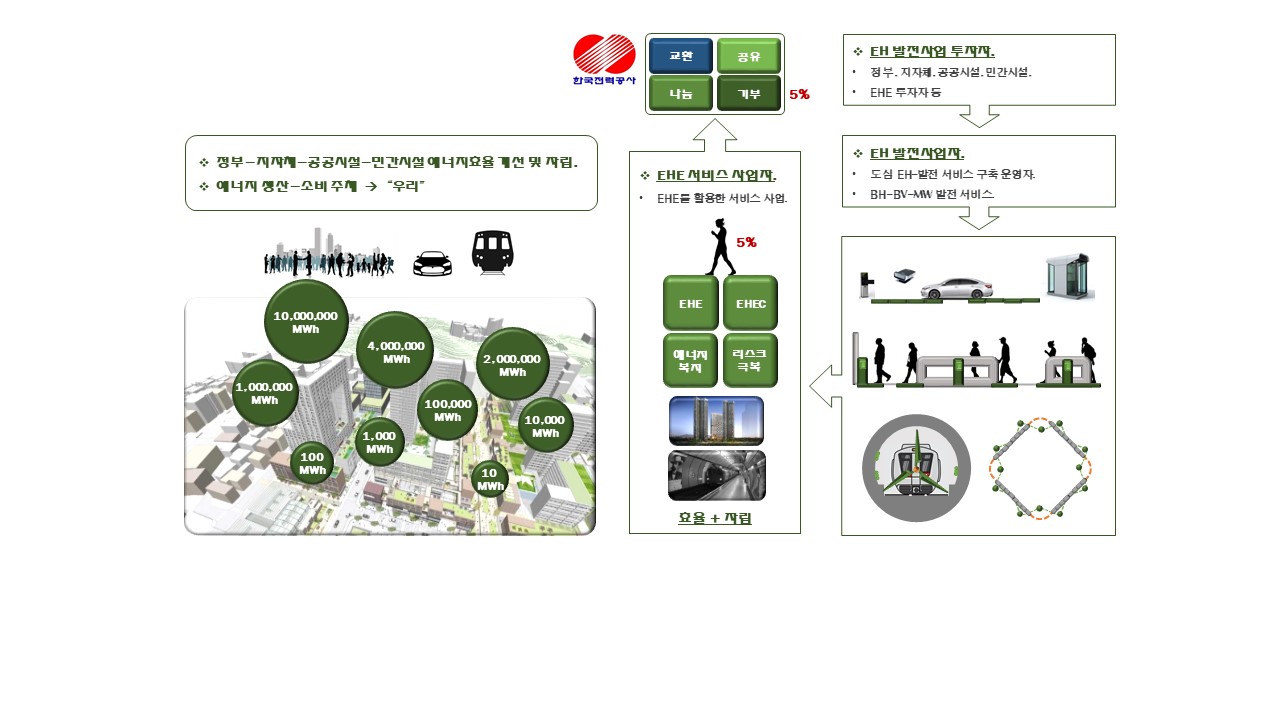 한국전력공사
교환
공유
나눔
기부
5%
❖ EH 발전사업 투자자.
• 정부, 지자체, 공공시설, 민간시설.
• EHE 투자자 등
❖ 정부-지자체-공공시설-민간시설 에너지효율 개선 및 자립.
❖ 에너지 생산-소비 주체 → “우리”
❖ EHE 서비스 사업자.
• EHE를 활용한 서비스 사업.
5%
EHE
EHEC
에너지
복지
리스크
극복
효율 + 자립
❖ EH 발전사업자.
• 도심 EH-발전 서비스 구축 운영자.
• BH-BV-MW 발전 서비스
10,000,000
MWh
4,000,000
MWh
2,000,000
MWh
1,000,000
MWh
100,000
MWh
10,000
MWh
1,000
MWh
100
MWh
10
MWh